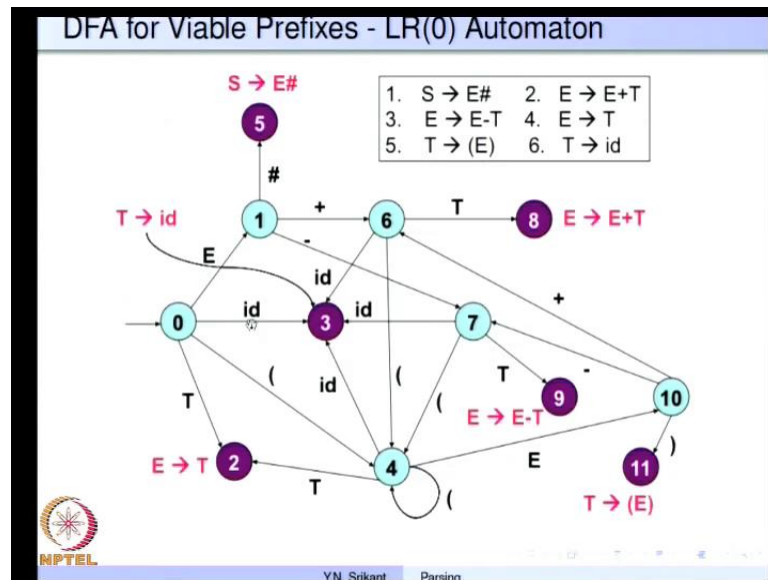 DFA for Viable Prefixes - LR(0) Automaton
S → E#
1. S → E# 2. E → E+T
3. E → E-T 4. E → T
5. T → (E) 6. T → id
5
#
T → id
1
+
6
T
8
E → E+T
E
-
id
+
0
id
3
id
7
(
id
(
(
T
-
T
9
10
E → E-T
E → T
2
T
4
(
E
11
)
T → (E)
NPTEL
Y.N. Srikant Parsing